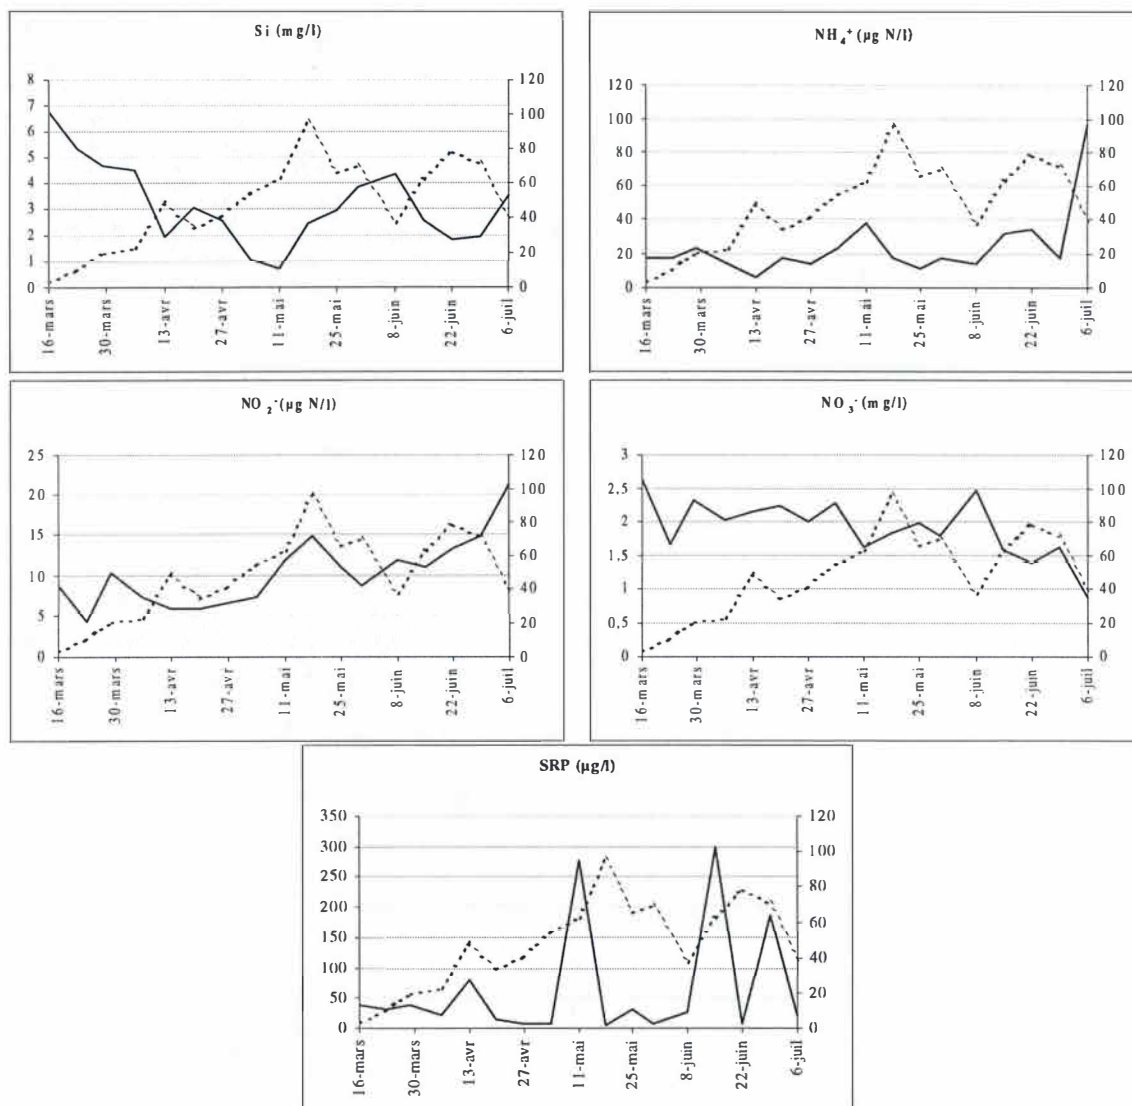 Si (mg/l)
8
7
6
5
4
3
2
1
0
120
100
80
60
40
20
0
16-mars
30-mars
13-avr
27-avr
11-mai
25-mai
8-juin
22-juin
6-juil
NH₄⁺ (µg N/l)
120
100
80
60
40
20
0
120
100
80
60
40
20
0
16-mars
30-mars
13-avr
27-avr
11-mai
25-mai
8-juin
22-juin
6-juil
NO₂⁻ (µg N/l)
25
20
15
10
5
0
120
100
80
60
40
20
0
16-mars
30-mars
13-avr
27-avr
11-mai
25-mai
8-juin
22-juin
6-juil
NO₃⁻ (mg/l)
3
2,5
2
1,5
1
0,5
0
120
100
80
60
40
20
0
16-mars
30-mars
13-avr
27-avr
11-mai
25-mai
8-juin
22-juin
6-juil
SRP (µg/l)
350
300
250
200
150
100
50
0
120
100
80
60
40
20
0
16-mars
30-mars
13-avr
27-avr
11-mai
25-mai
8-juin
22-juin
6-juil